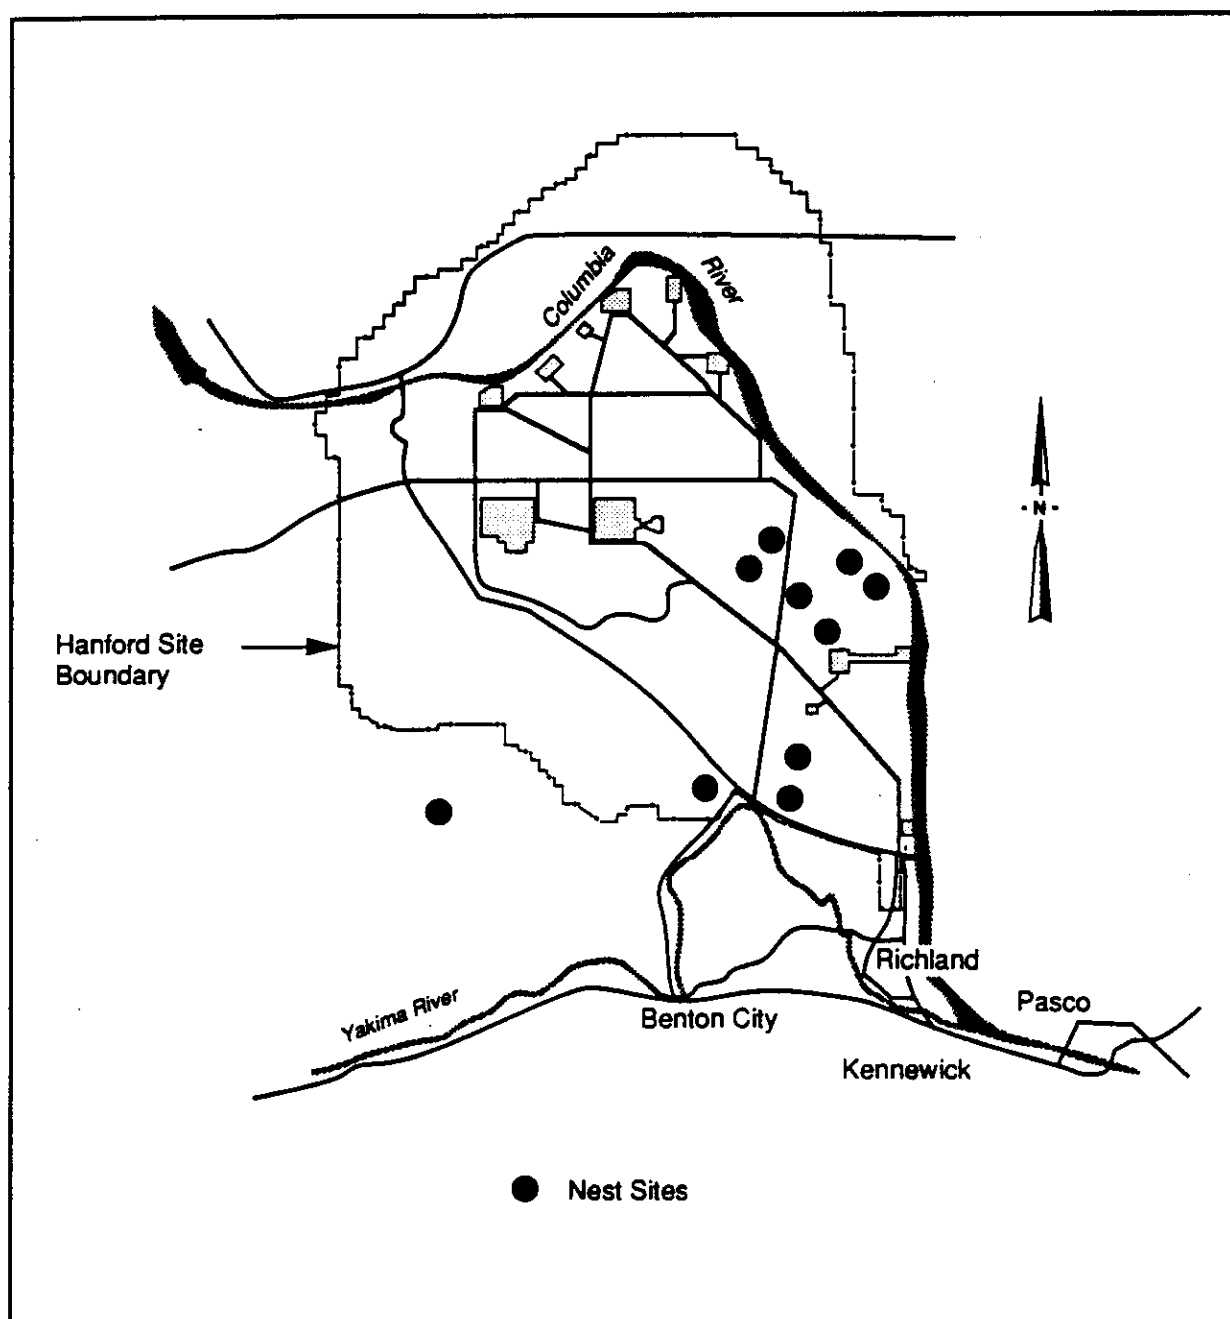 Columbia
River
- N -
Hanford Site
Boundary
Richland
Pasco
Yakima River
Benton City
Kennewick
Nest Sites